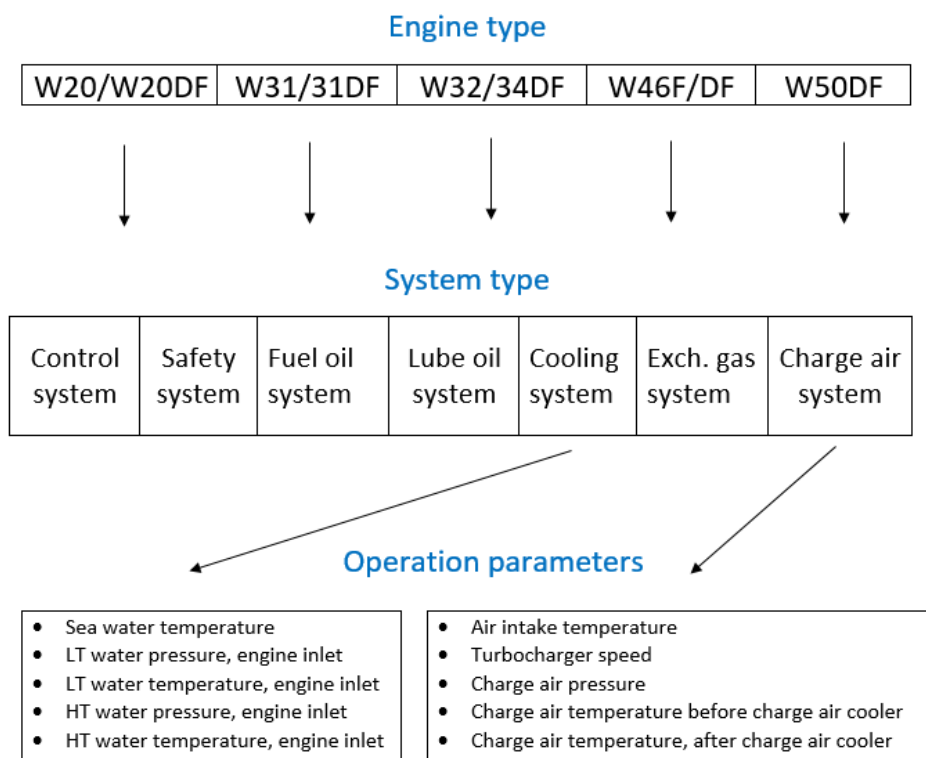 Engine type
W20/W20DF W31/31DF W32/34DF W46F/DF W50DF
System type
Control system
Safety system
Fuel oil system
Lube oil system
Cooling system
Exch. gas system
Charge air system
Operation parameters
• Sea water temperature
• LT water pressure, engine inlet
• LT water temperature, engine inlet
• HT water pressure, engine inlet
• HT water temperature, engine inlet
• Air intake temperature
• Turbocharger speed
• Charge air pressure
• Charge air temperature before charge air cooler
• Charge air temperature, after charge air cooler